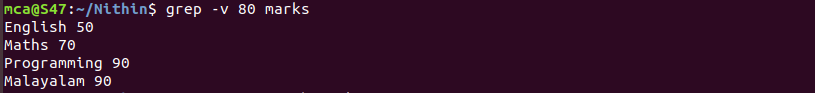 mca@S47:~/Nithin$ grep -v 80 marks
English 50
Maths 70
Programming 90
Malayalam 90